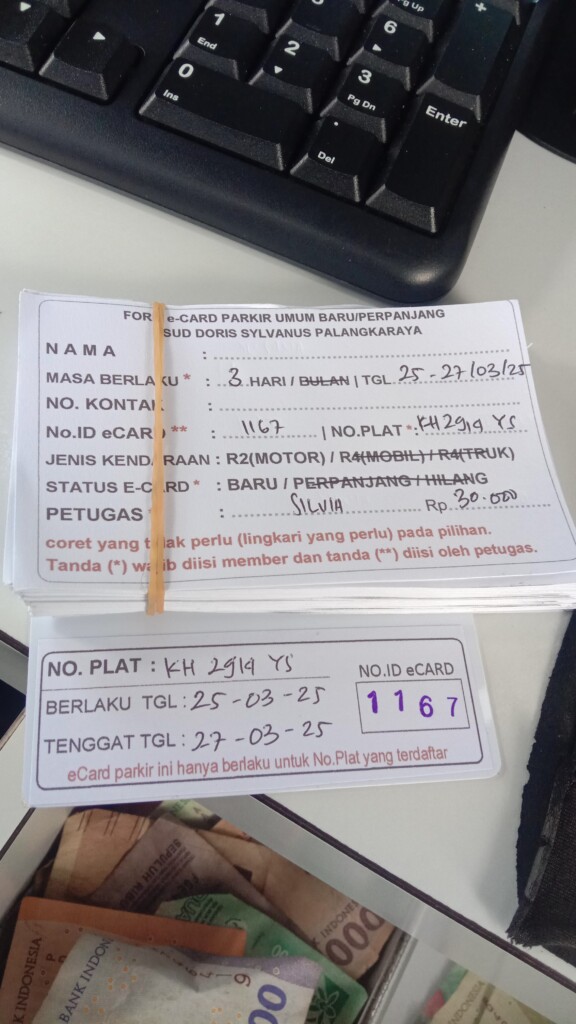 Pg Up
+
1
End
2
6
0
Ins
3
Pg Dn
.
Del
Enter
FOR e-CARD PARKIR UMUM BARU/PERPANJANG
SUD DORIS SYLVANUS PALANGKARAYA
NAMA :
MASA BERLAKU * : 3 HARI / BULAN | TGL 25 - 27/03/25
NO. KONTAK :
No.ID eCARD ** : 1167 | NO.PLAT *: KH 2914 YS
JENIS KENDARAAN : R2(MOTOR) / R4(MOBIL) / R4(TRUK)
STATUS E-CARD * : BARU / PERPANJANG / HILANG
PETUGAS : SILVIA Rp. 30.000
coret yang tidak perlu (lingkari yang perlu) pada pilihan.
Tanda (*) wajib diisi member dan tanda (**) diisi oleh petugas.
NO. PLAT : KH 2914 YS
NO.ID eCARD
BERLAKU TGL : 25-03-25
1167
TENGGAT TGL : 27-03-25
eCard parkir ini hanya berlaku untuk No.Plat yang terdaftar
SEPULUH RIBU
INDONESIA
BANK INDON
000
00